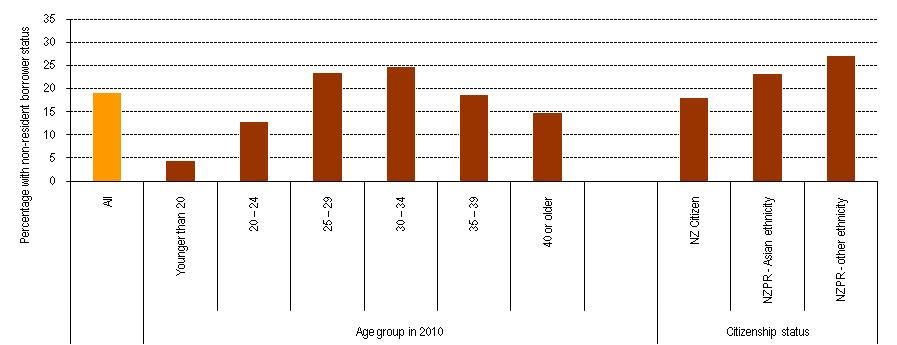 Percentage with non-resident borrower status
35
30
25
20
15
10
5
0
All
Younger than 20
20 – 24
25 – 29
30 – 34
35 – 39
40 or older
NZ Citizen
NZPR - Asian ethnicity
NZPR - other ethnicity
Age group in 2010
Citizenship status